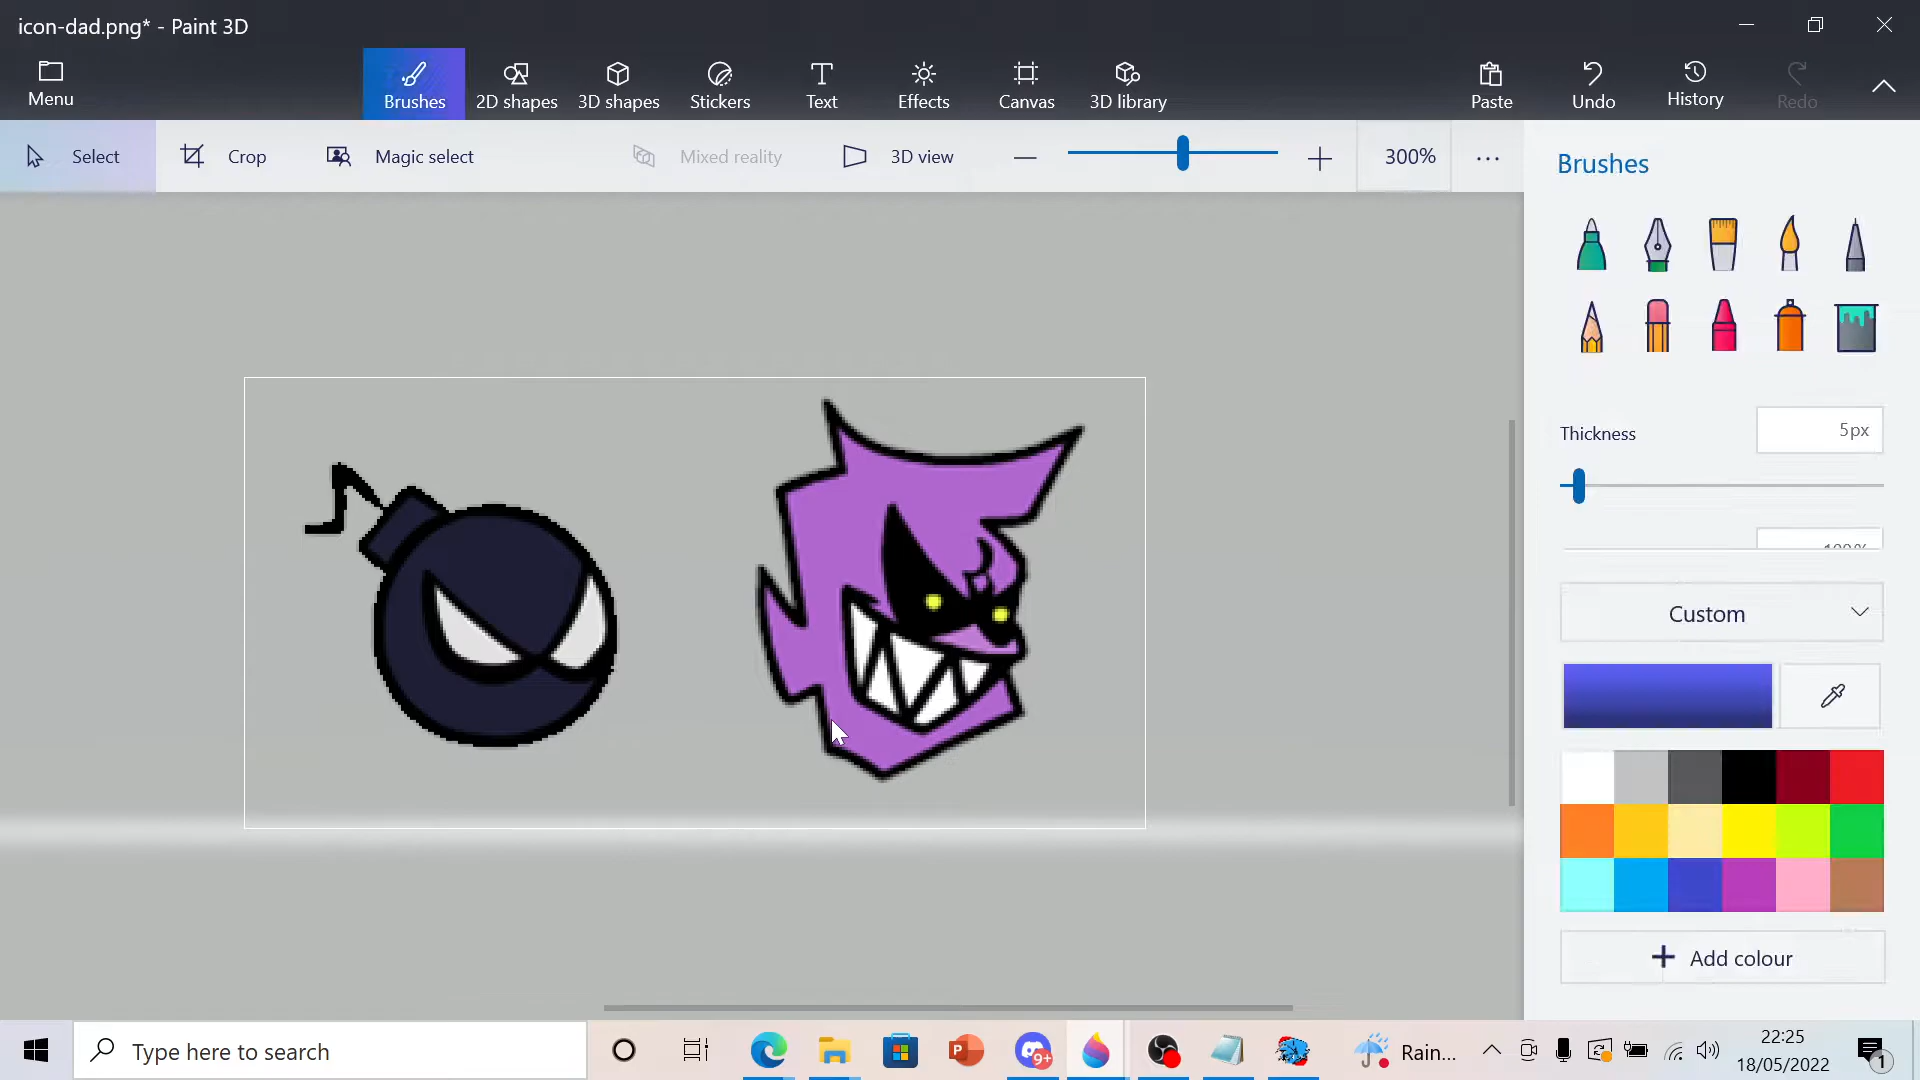 icon-dad.png* - Paint 3D
Menu
Brushes
2D shapes
3D shapes
Stickers
Text
Effects
Canvas
3D library
Paste
Undo
History
Redo
Select
Crop
Magic select
Mixed reality
3D view
300%
Brushes
Thickness
5px
Custom
Add colour
Type here to search
9+
Rain...
22:25
18/05/2022
1